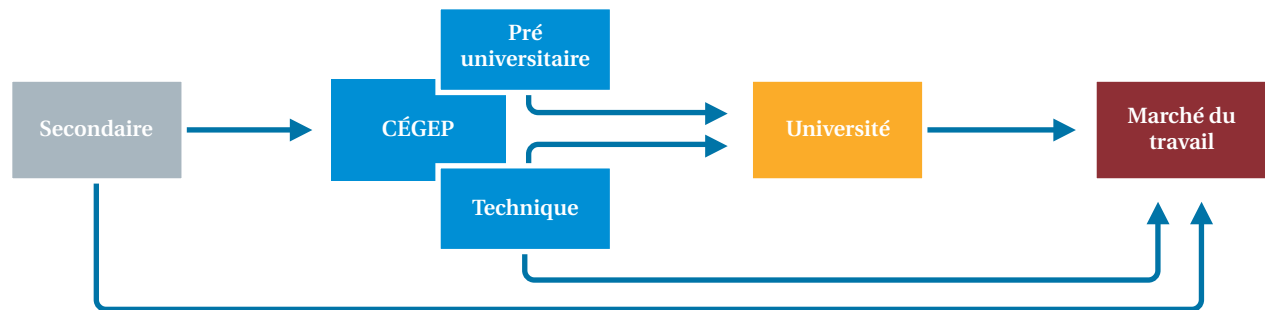 Pré
universitaire
Secondaire
CÉGEP
Université
Marché du
travail
Technique